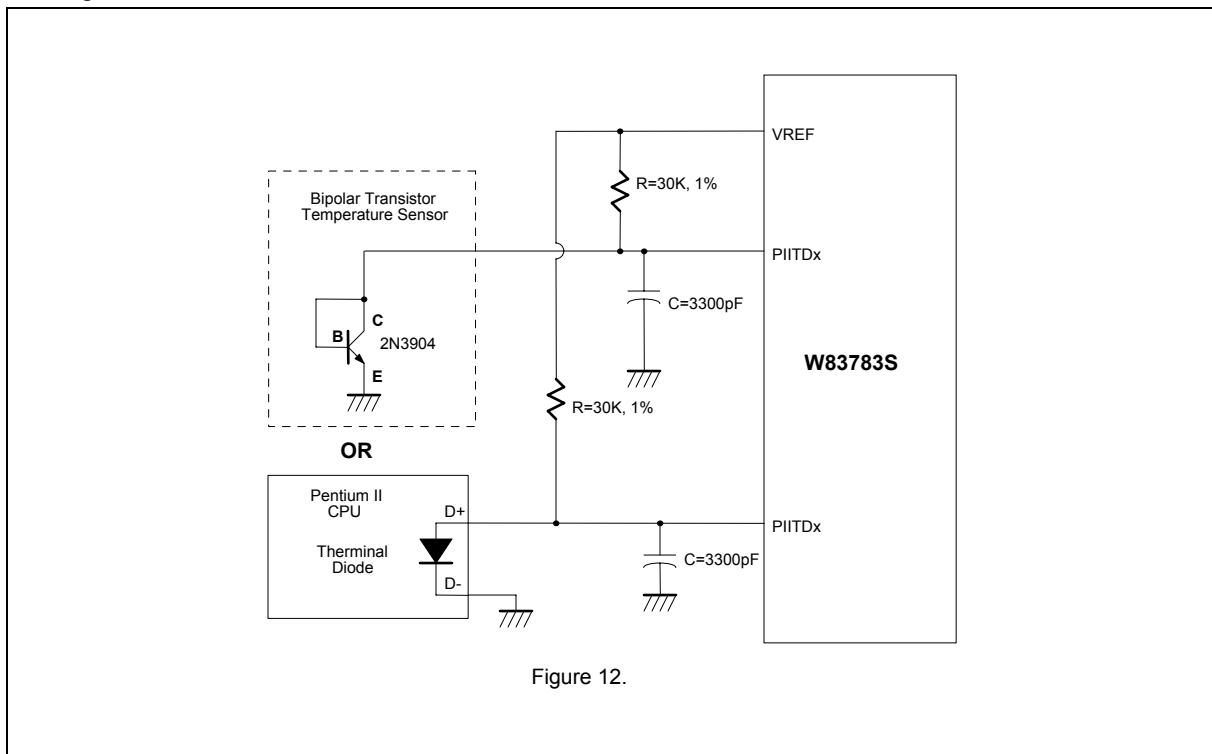 VREF
R=30K, 1%
Bipolar Transistor
Temperature Sensor
PIITDx
C=3300pF
C
B
2N3904
E
W83783S
R=30K, 1%
OR
Pentium II
CPU
D+
PIITDx
Therminal
Diode
C=3300pF
D-
Figure 12.